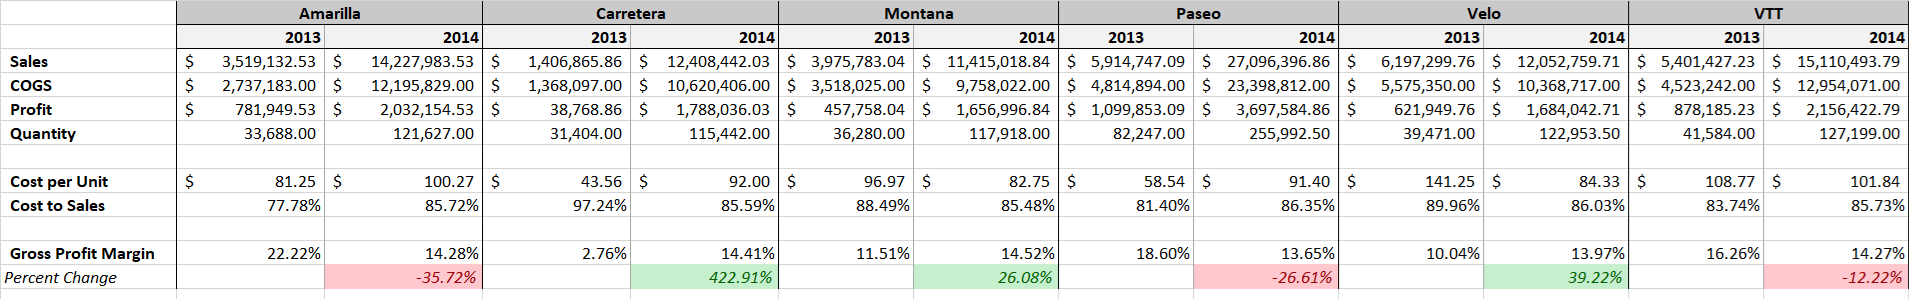 Amarilla Carretera Montana Paseo Velo VTT
2013 2014 2013 2014 2013 2014 2013 2014 2013 2014 2013 2014
Sales $ 3,519,132.53 $ 14,227,983.53 $ 1,406,865.86 $ 12,408,442.03 $ 3,975,783.04 $ 11,415,018.84 $ 5,914,747.09 $ 27,096,396.86 $ 6,197,299.76 $ 12,052,759.71 $ 5,401,427.23 $ 15,110,493.79
COGS $ 2,737,183.00 $ 12,195,829.00 $ 1,368,097.00 $ 10,620,406.00 $ 3,518,025.00 $ 9,758,022.00 $ 4,814,894.00 $ 23,398,812.00 $ 5,575,350.00 $ 10,368,717.00 $ 4,523,242.00 $ 12,954,071.00
Profit $ 781,949.53 $ 2,032,154.53 $ 38,768.86 $ 1,788,036.03 $ 457,758.04 $ 1,656,996.84 $ 1,099,853.09 $ 3,697,584.86 $ 621,949.76 $ 1,684,042.71 $ 878,185.23 $ 2,156,422.79
Quantity 33,688.00 121,627.00 31,404.00 115,442.00 36,280.00 117,918.00 82,247.00 255,992.50 39,471.00 122,953.50 41,584.00 127,199.00
Cost per Unit $ 81.25 $ 100.27 $ 43.56 $ 92.00 $ 96.97 $ 82.75 $ 58.54 $ 91.40 $ 141.25 $ 84.33 $ 108.77 $ 101.84
Cost to Sales 77.78% 85.72% 97.24% 85.59% 88.49% 85.48% 81.40% 86.35% 89.96% 86.03% 83.74% 85.73%
Gross Profit Margin 22.22% 14.28% 2.76% 14.41% 11.51% 14.52% 18.60% 13.65% 10.04% 13.97% 16.26% 14.27%
Percent Change -35.72% 422.91% 26.08% -26.61% 39.22% -12.22%